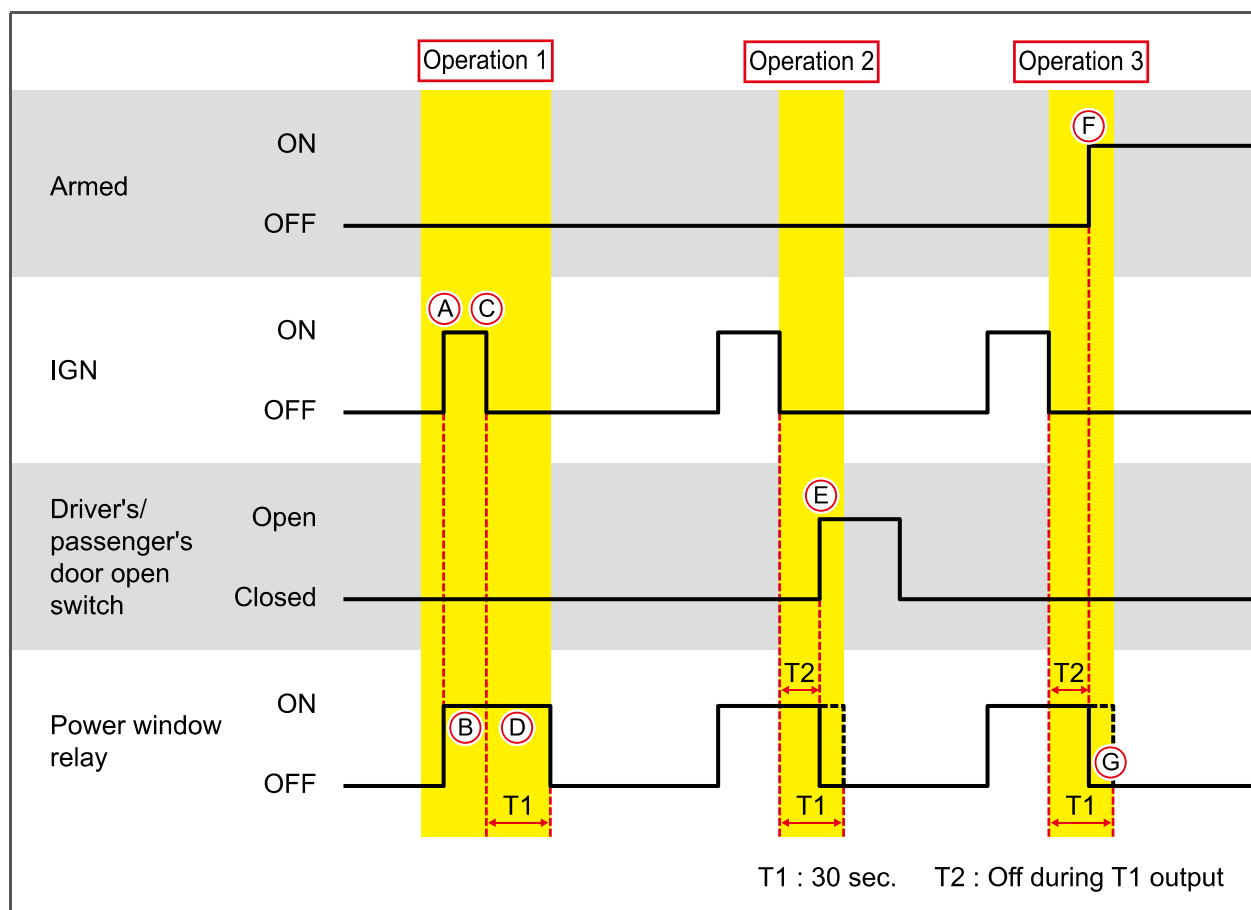 Operation 1 Operation 2 Operation 3
Armed
ON
OFF
F
IGN
ON
OFF
A C
Driver's/
passenger's
door open
switch
Open
Closed
E
Power window
relay
ON
OFF
B D
T1
T2
T1
T2
G
T1
T1 : 30 sec. T2 : Off during T1 output